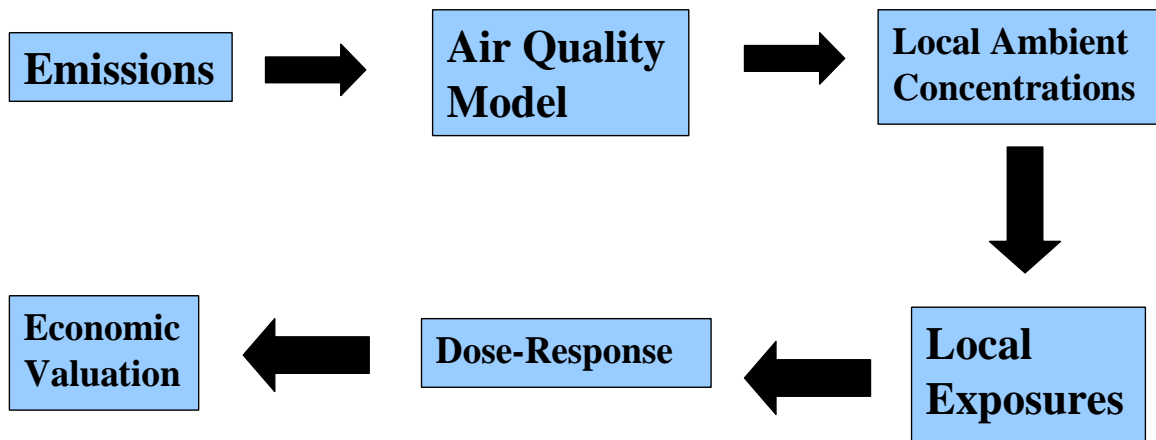 Emissions
Air Quality
Model
Local Ambient
Concentrations
Local
Exposures
Dose-Response
Economic
Valuation